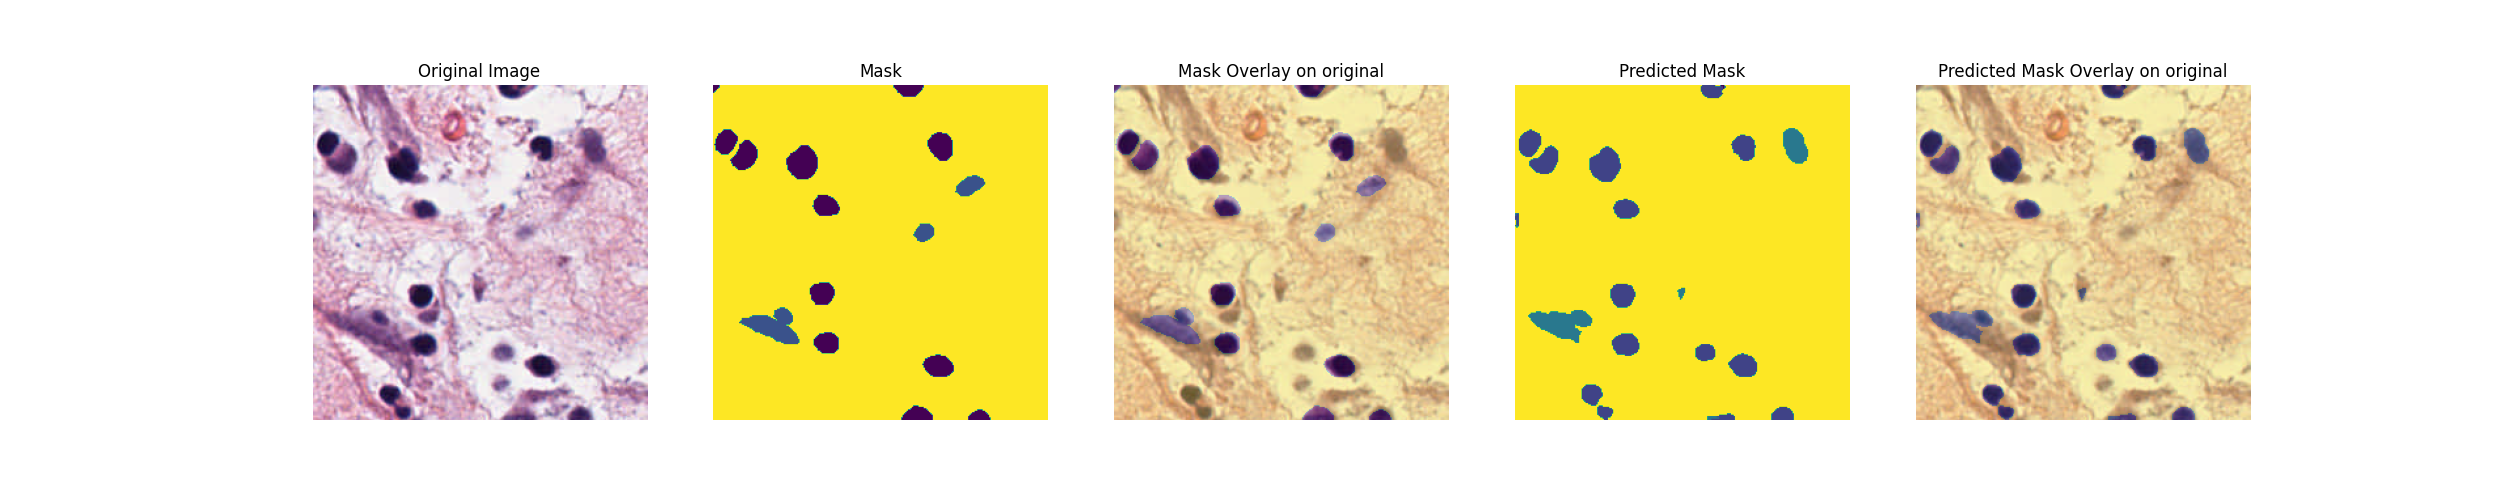 Original Image
Mask
Mask Overlay on original
Predicted Mask
Predicted Mask Overlay on original